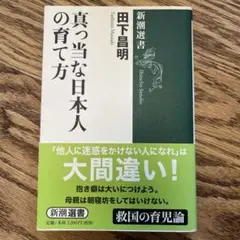 新潮選書
田下昌明
真っ当な日本人
の育て方
「他人に迷惑をかけない人になれ」は
大間違い!
抱き癖は大いにつけよう。
母親は朝寝坊をしてはいけない。
新潮選書
救国の育児論